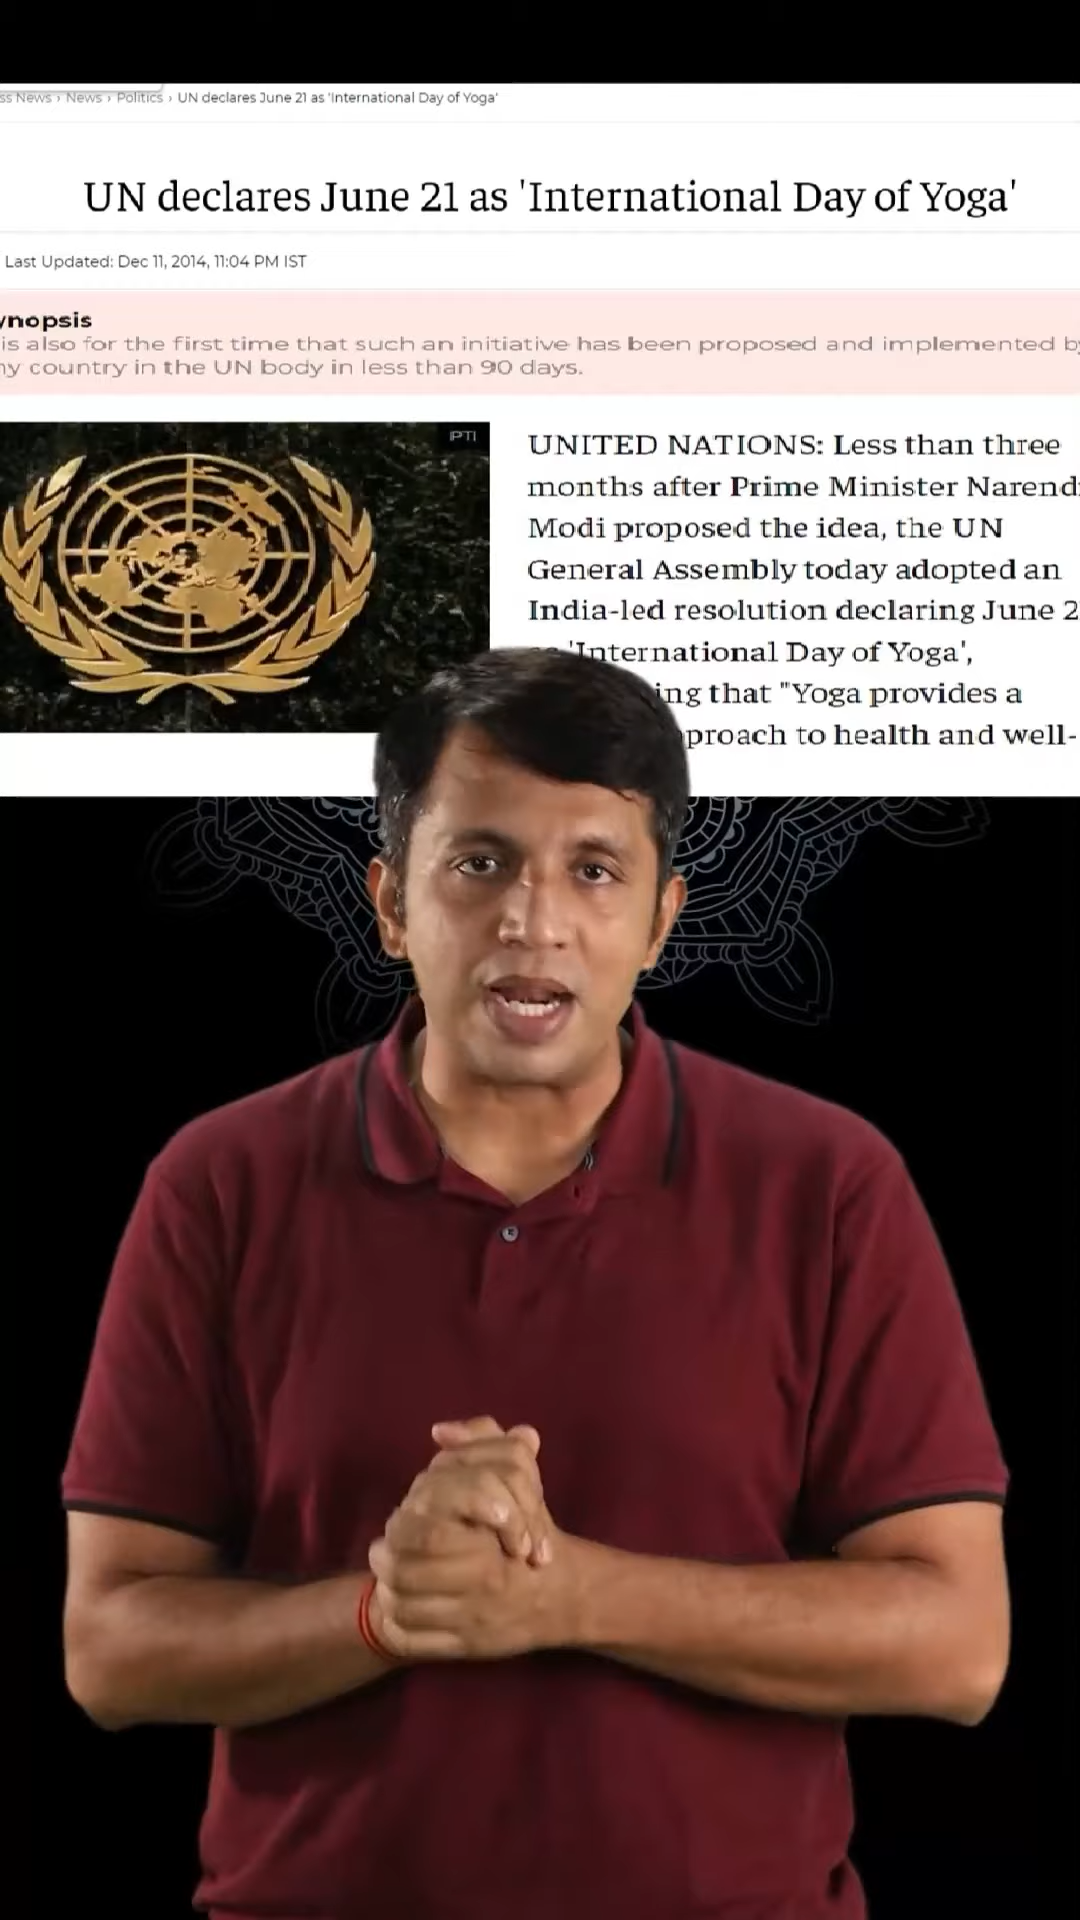 ss News › News › Politics › UN declares June 21 as 'International Day of Yoga'
UN declares June 21 as 'International Day of Yoga'
Last Updated: Dec 11, 2014, 11:04 PM IST
ynopsis
is also for the first time that such an initiative has been proposed and implemented b
ny country in the UN body in less than 90 days.
PTI
UNITED NATIONS: Less than three
months after Prime Minister Narend
Modi proposed the idea, the UN
General Assembly today adopted an
India-led resolution declaring June 2
'International Day of Yoga',
ing that "Yoga provides a
proach to health and well-